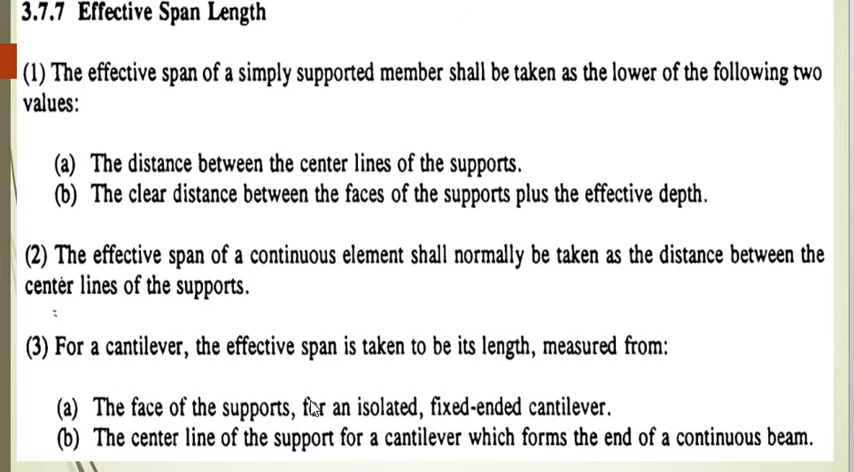 3.7.7 Effective Span Length
(1) The effective span of a simply supported member shall be taken as the lower of the following two
values:
(a) The distance between the center lines of the supports.
(b) The clear distance between the faces of the supports plus the effective depth.
(2) The effective span of a continuous element shall normally be taken as the distance between the
center lines of the supports.
(3) For a cantilever, the effective span is taken to be its length, measured from:
(a) The face of the supports, for an isolated, fixed-ended cantilever.
(b) The center line of the support for a cantilever which forms the end of a continuous beam.